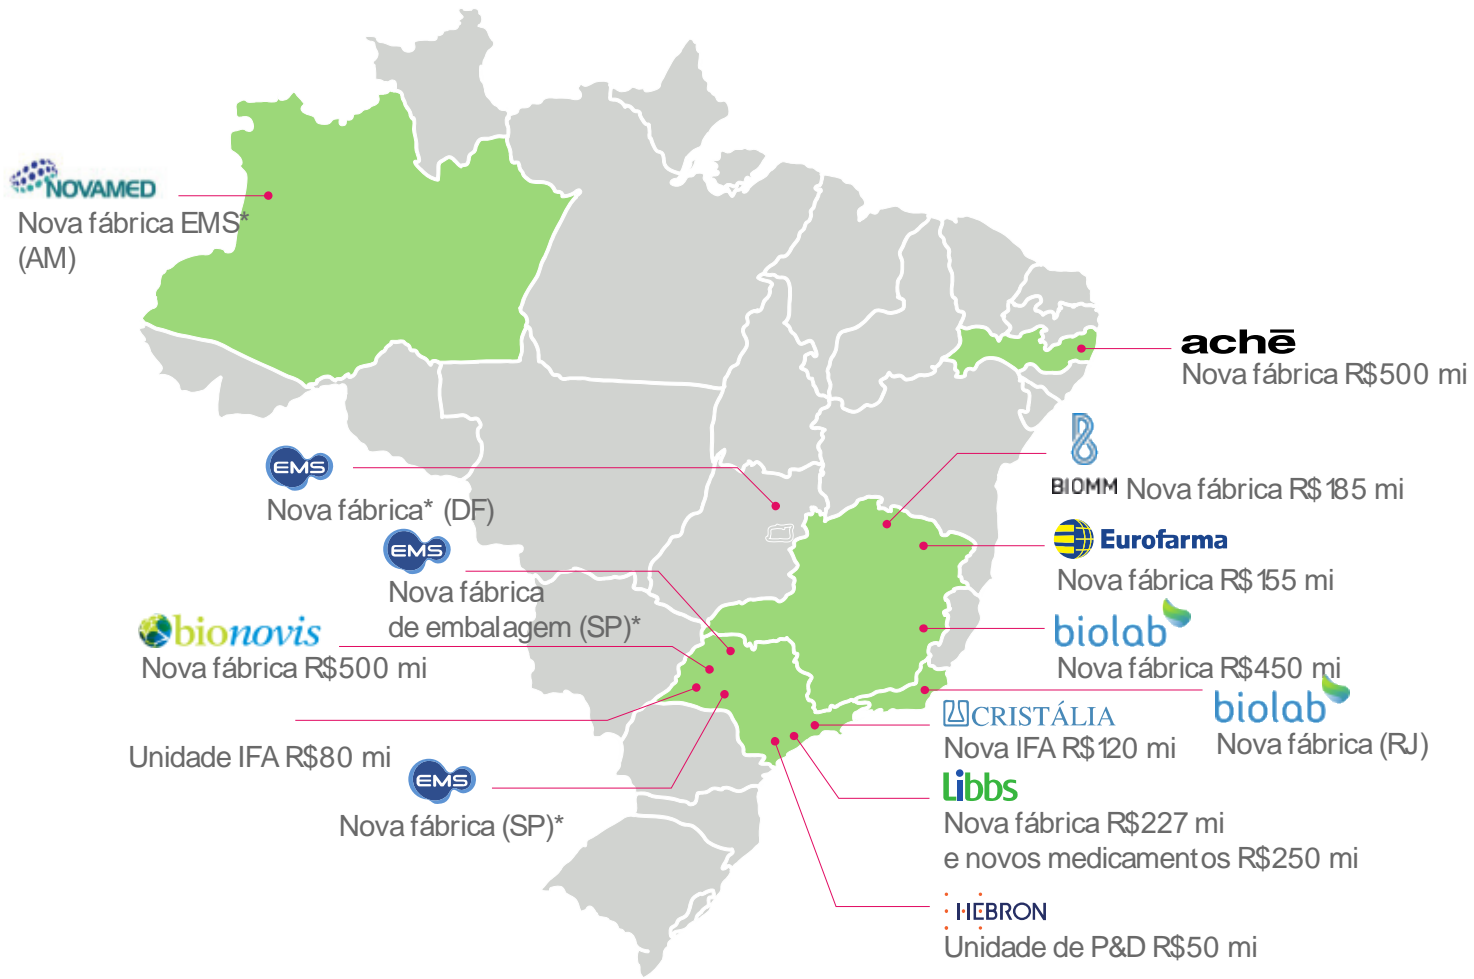 NOVAMED
Nova fábrica EMS*
(AM)
achē
Nova fábrica R$500 mi
BIOMM Nova fábrica R$185 mi
EMS
Nova fábrica* (DF)
Eurofarma
Nova fábrica R$155 mi
EMS
Nova fábrica
de embalagem (SP)*
bionovis
Nova fábrica R$500 mi
biolab
Nova fábrica R$450 mi
biolab
Nova fábrica (RJ)
CRISTÁLIA
Nova IFA R$120 mi
Unidade IFA R$80 mi
EMS
Nova fábrica (SP)*
Libbs
Nova fábrica R$227 mi
e novos medicamentos R$250 mi
HEBRON
Unidade de P&D R$50 mi